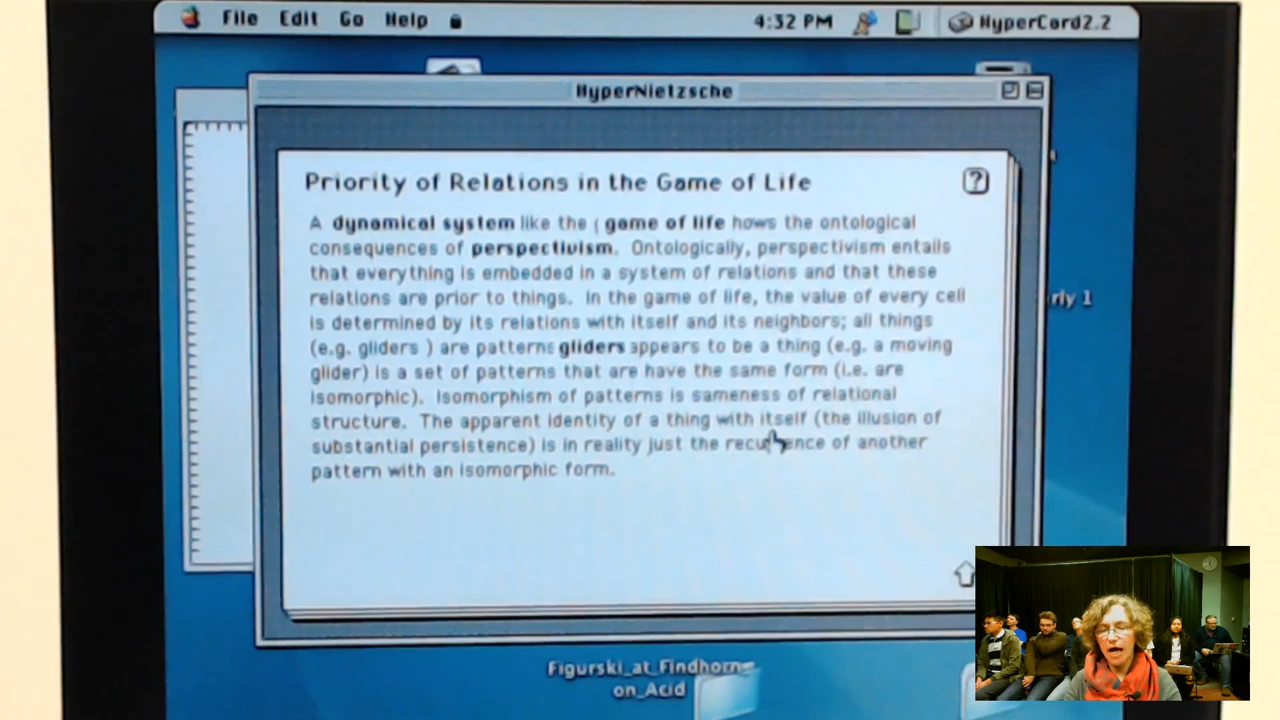 File Edit Go Help 4:32 PM HyperCard2.2
HyperNietzsche
Priority of Relations in the Game of Life
A dynamical system like the ( game of life hows the ontological
consequences of perspectivism. Ontologically, perspectivism entails
that everything is embedded in a system of relations and that these
relations are prior to things. In the game of life, the value of every cell
is determined by its relations with itself and its neighbors; all things
(e.g. gliders ) are patterns gliders appears to be a thing (e.g. a moving
glider) is a set of patterns that are have the same form (i.e. are
isomorphic). Isomorphism of patterns is sameness of relational
structure. The apparent identity of a thing with itself (the illusion of
substantial persistence) is in reality just the recurrence of another
pattern with an isomorphic form.
rly 1
Figurski_at_Findhorn
on_Acid